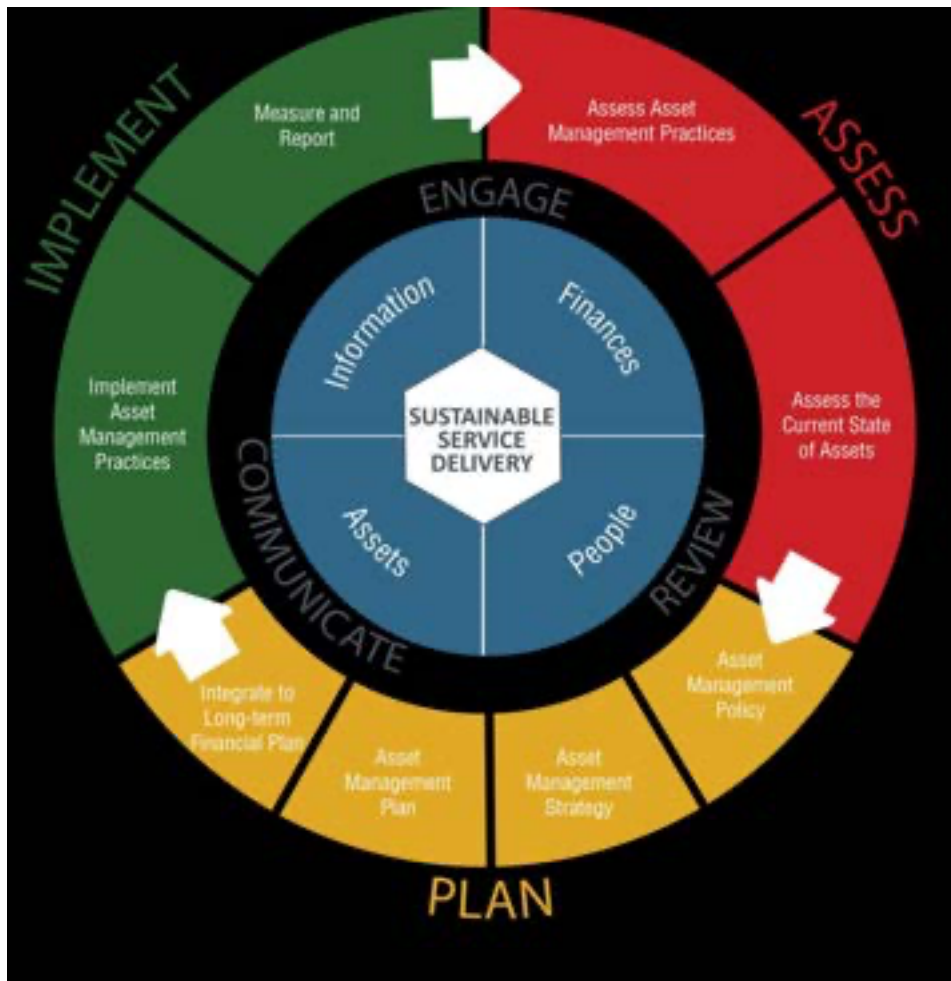 IMPLEMENT
Measure and
Report
Assess Asset
Management Practices
ASSESS
ENGAGE
Information
Finances
Implement
Asset
Management
Practices
SUSTAINABLE
SERVICE
DELIVERY
Assess the
Current State
of Assets
COMMUNICATE
Assets
People
REVIEW
Integrate to
Long-term
Financial Plan
Asset
Management
Plan
Asset
Management
Strategy
Asset
Management
Policy
PLAN